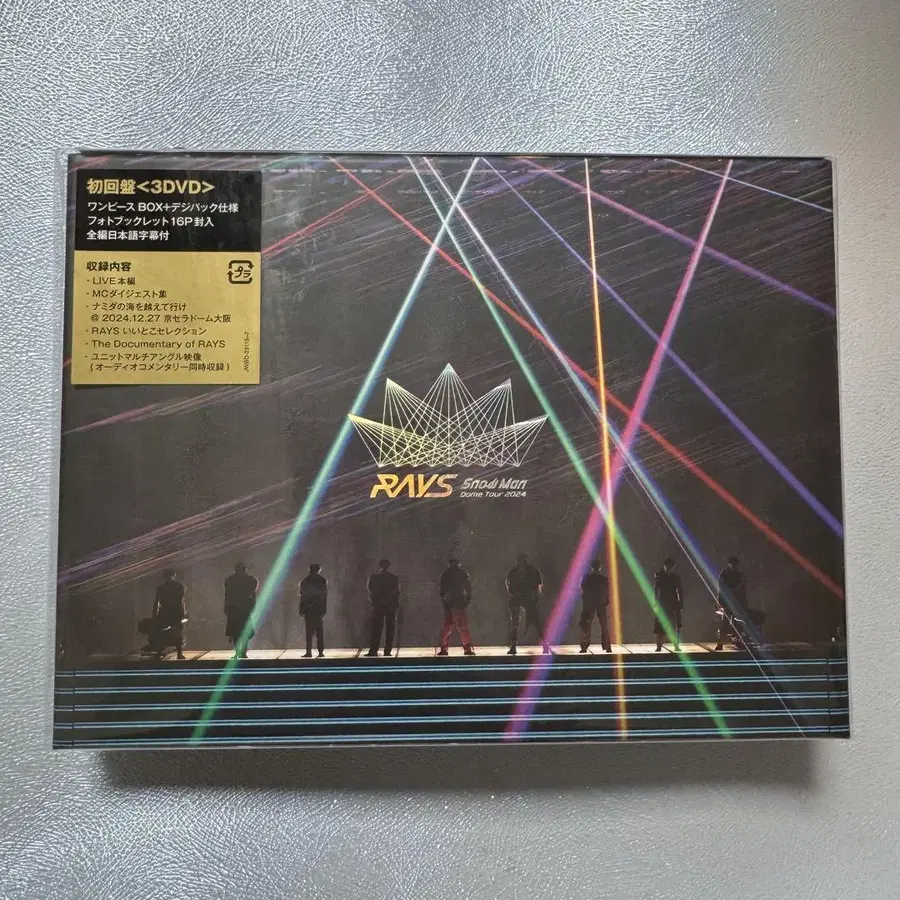 初回盤<3DVD>
ワンピースBOX+デジパック仕様
フォトブックレット16P封入
全編日本語字幕付
収録内容
・LIVE本編
・MCダイジェスト集
・ナミダの海を越えて行け
@ 2024.12.27 京セラドーム大阪
・RAYS いいとこセレクション
・The Documentary of RAYS
・ユニットマルチアングル映像
(オーディオコメンタリー同時収録)
プラ
RAYS Snow Man
Dome Tour 2024